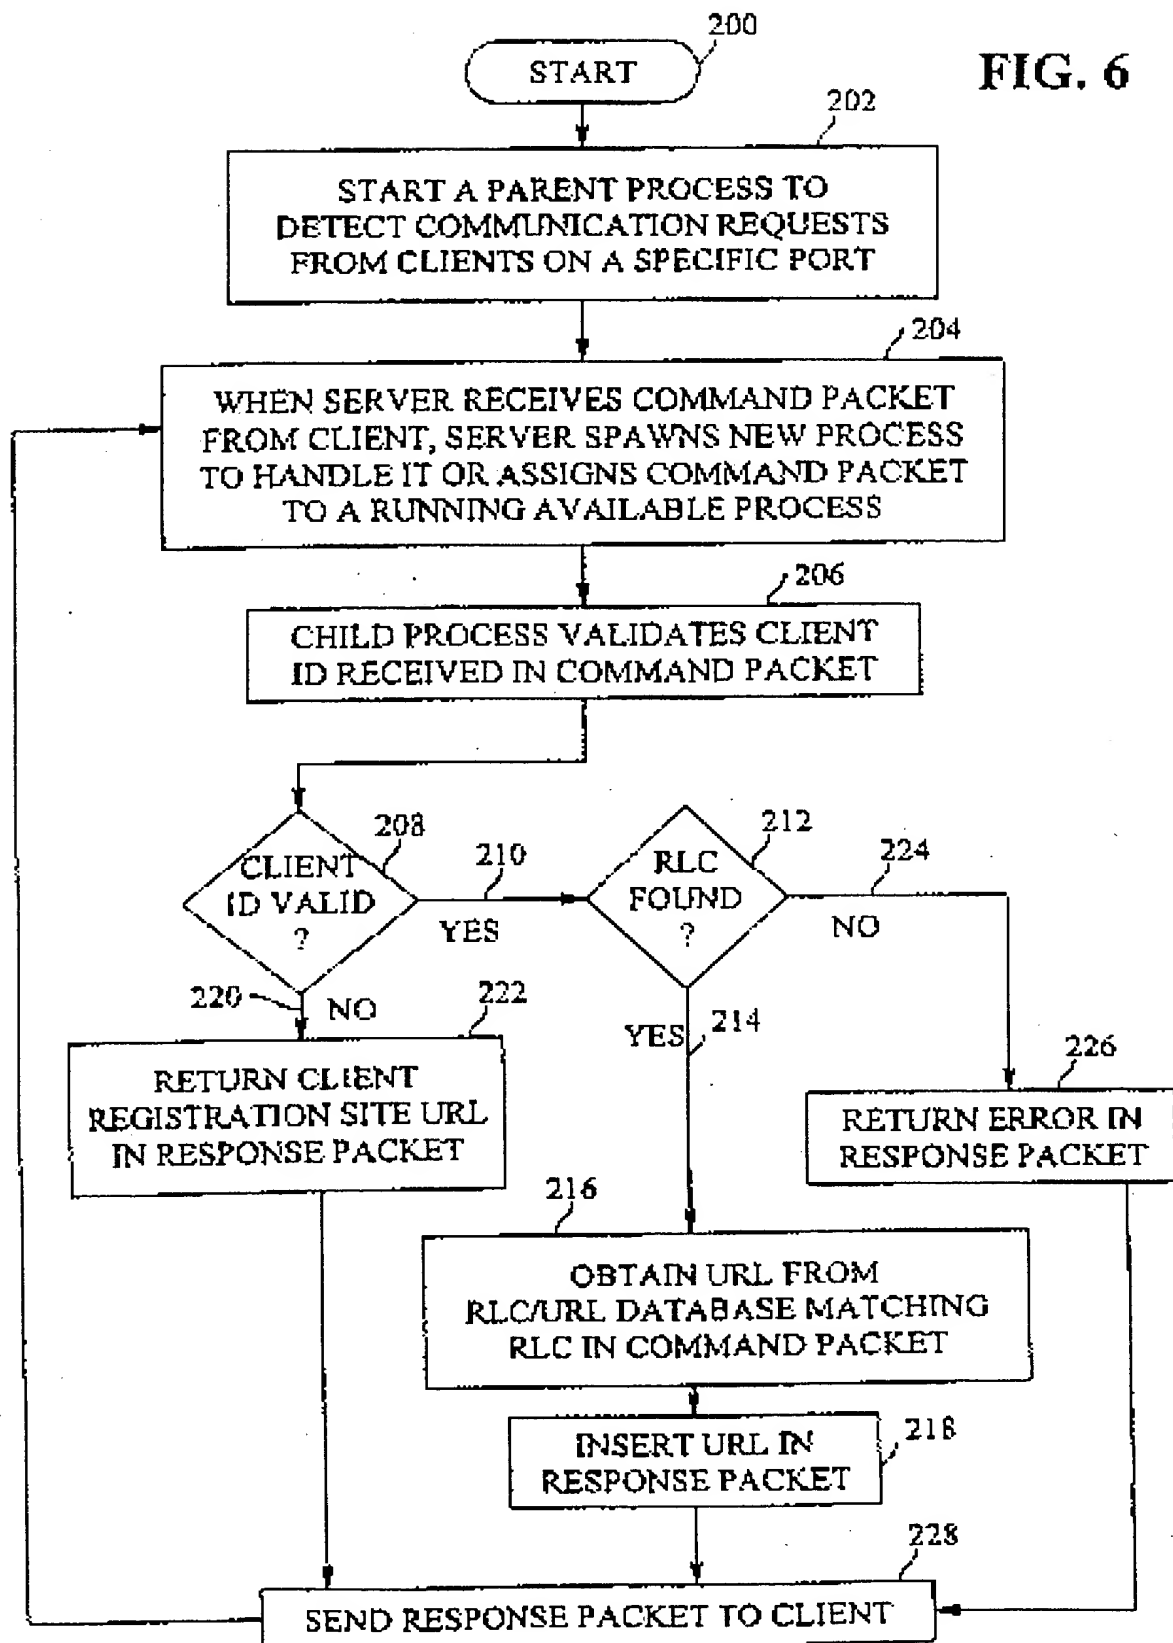 200
START
FIG. 6
202
START A PARENT PROCESS TO
DETECT COMMUNICATION REQUESTS
FROM CLIENTS ON A SPECIFIC PORT
204
WHEN SERVER RECEIVES COMMAND PACKET
FROM CLIENT, SERVER SPAWNS NEW PROCESS
TO HANDLE IT OR ASSIGNS COMMAND PACKET
TO A RUNNING AVAILABLE PROCESS
206
CHILD PROCESS VALIDATES CLIENT
ID RECEIVED IN COMMAND PACKET
208
CLIENT
ID VALID
?
210
YES
212
RLC
FOUND
?
224
NO
220
NO
222
RETURN CLIENT
REGISTRATION SITE URL
IN RESPONSE PACKET
YES
214
226
RETURN ERROR IN
RESPONSE PACKET
216
OBTAIN URL FROM
RLC/URL DATABASE MATCHING
RLC IN COMMAND PACKET
INSERT URL IN
RESPONSE PACKET
218
228
SEND RESPONSE PACKET TO CLIENT